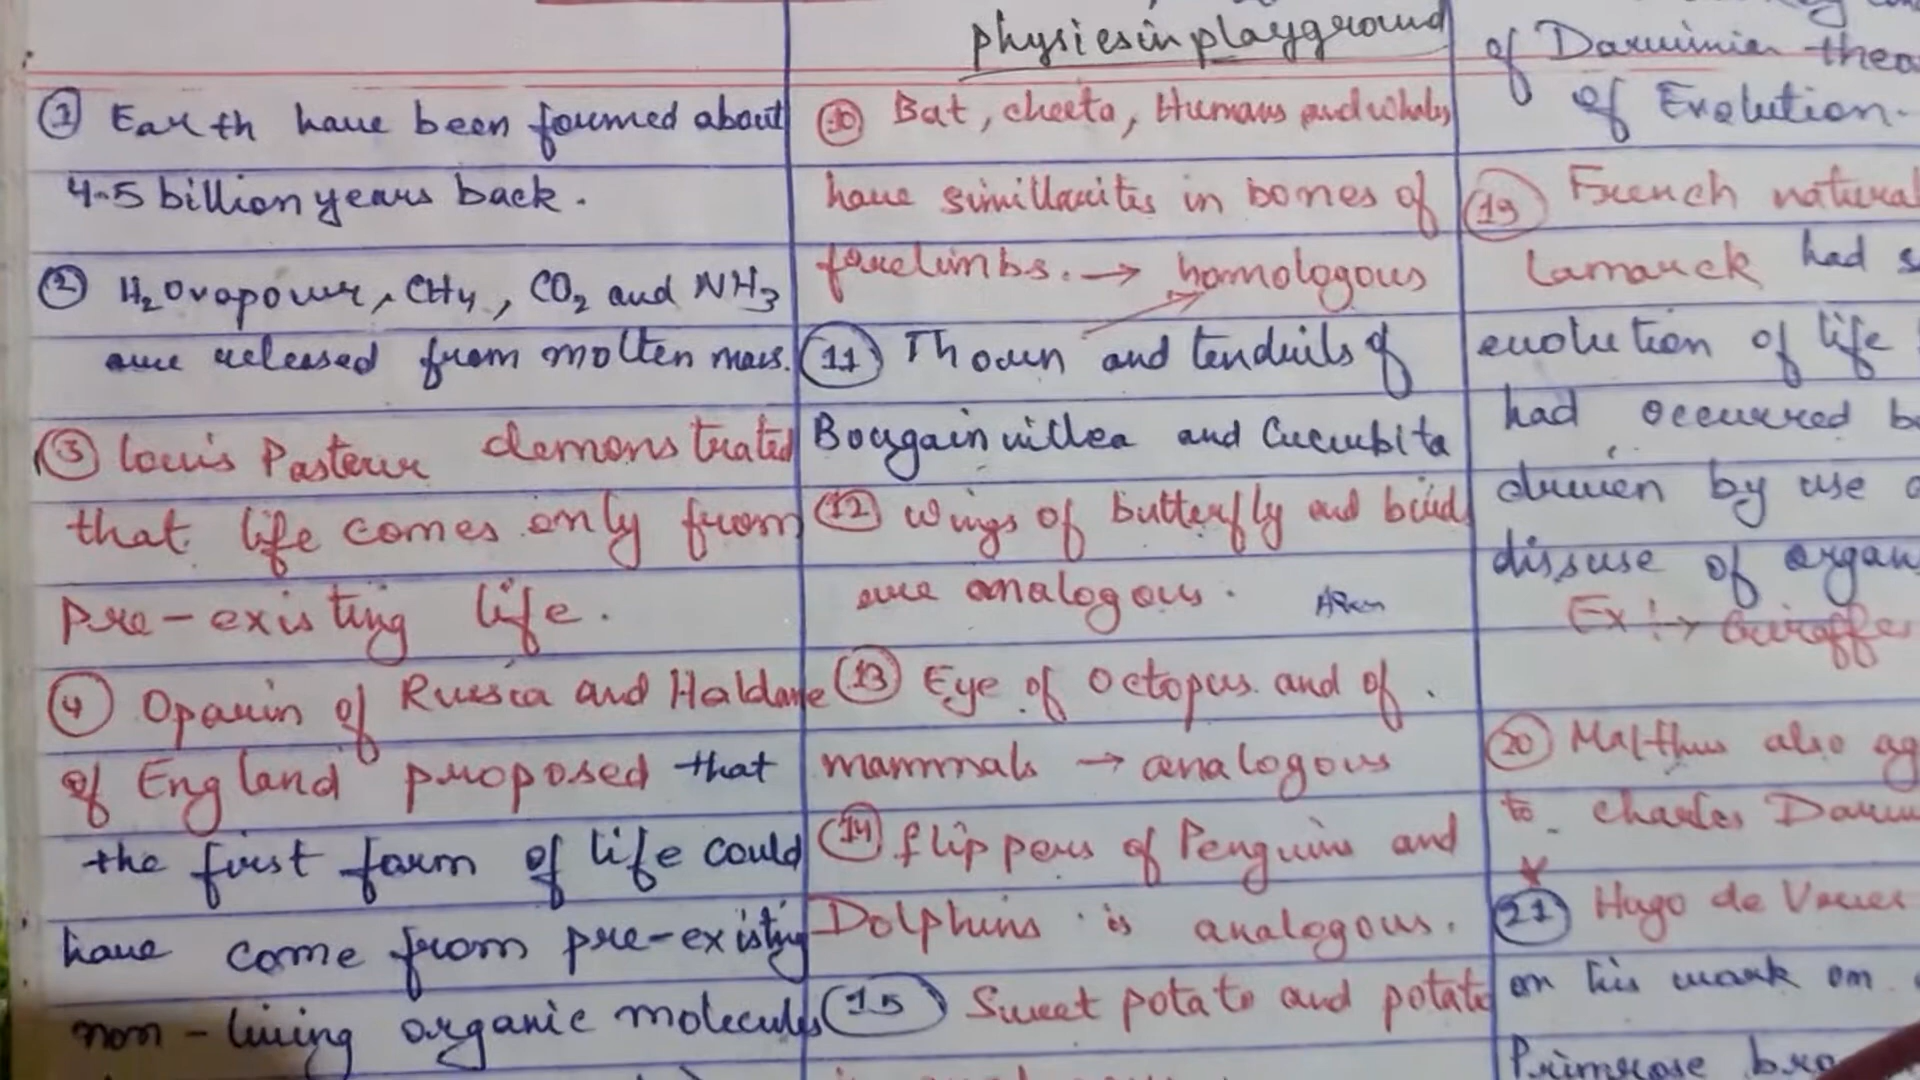 ① Earth have been formed about
4.5 billion years back.
② H₂O vapour, CH₄, CO₂ and NH₃
are released from molten mass.
③ Louis Pasteur demonstrated
that life comes only from
pre-existing life.
④ Oparin of Russia and Haldane
of England proposed that
the first form of life could
have come from pre-existing
non-living organic molecules
physicsinplayground
⑩ Bat, cheeta, Humans and whales
have simillarites in bones of
forelimbs. → homologous
⑪ Thorn and tendrils of
Bougainvillea and Cucurbita
⑫ wings of butterfly and bird
are analogous.
⑬ Eye of octopus and of
mammals → analogous
⑭ flippers of Penguins and
Dolphins is analogous.
⑮ Sweet potato and potato
of Darwinian theo
of Evolution.
⑲ French natural
Lamarck had s
evolution of life
had occurred b
driven by use
dissuse of organ
Ex :→ Giraffes
⑳ Malthus also ag
to charles Darw
㉑ Hugo de Vries
on his work on
Primrose bro